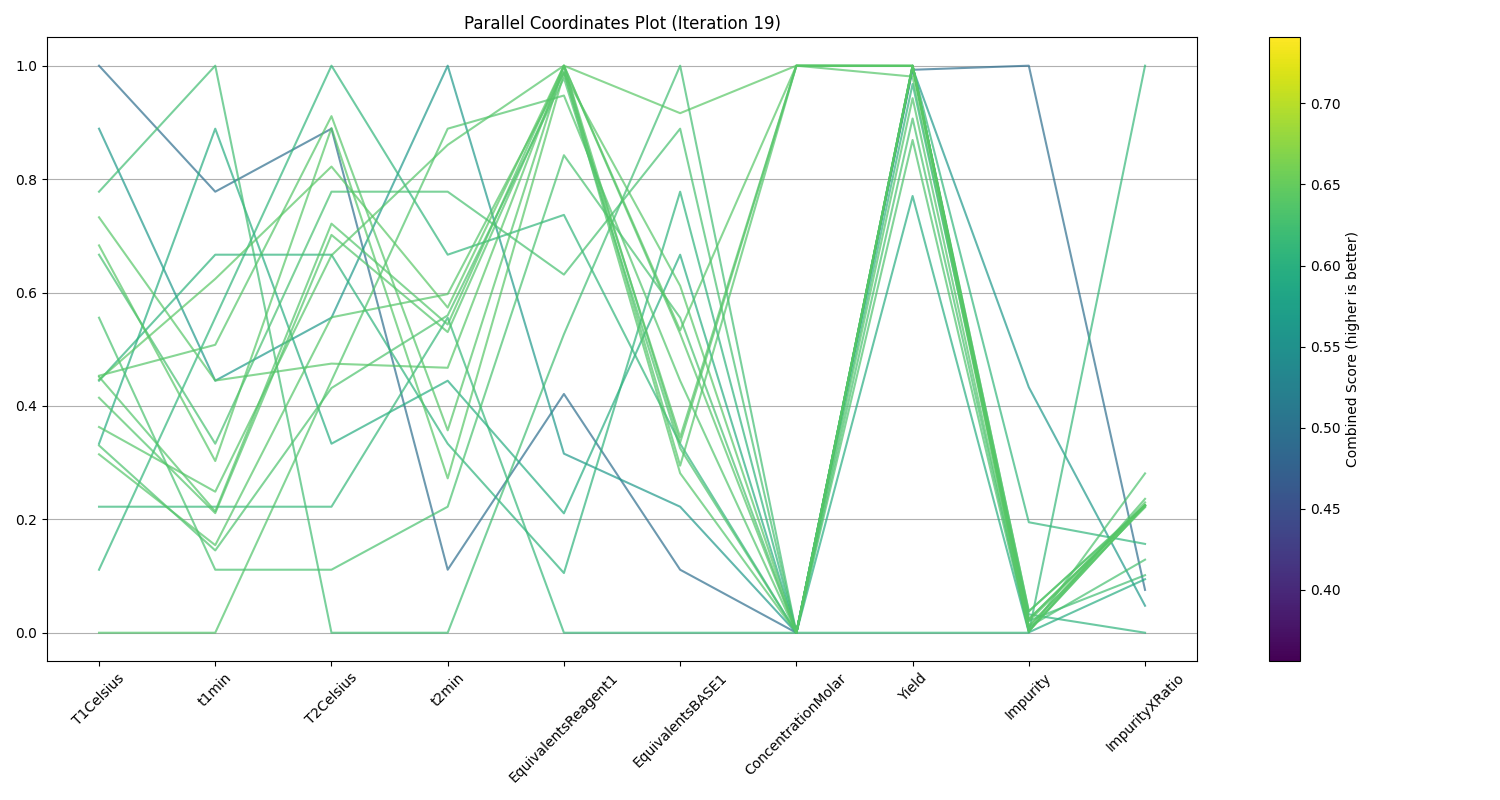 Parallel Coordinates Plot (Iteration 19)
1.0
0.8
0.6
0.4
0.2
0.0
T1Celsius
t1min
T2Celsius
t2min
EquivalentsReagent1
EquivalentsBASE1
ConcentrationMolar
Yield
Impurity
ImpurityXRatio
0.70
0.65
0.60
0.55
0.50
0.45
0.40
Combined Score (higher is better)